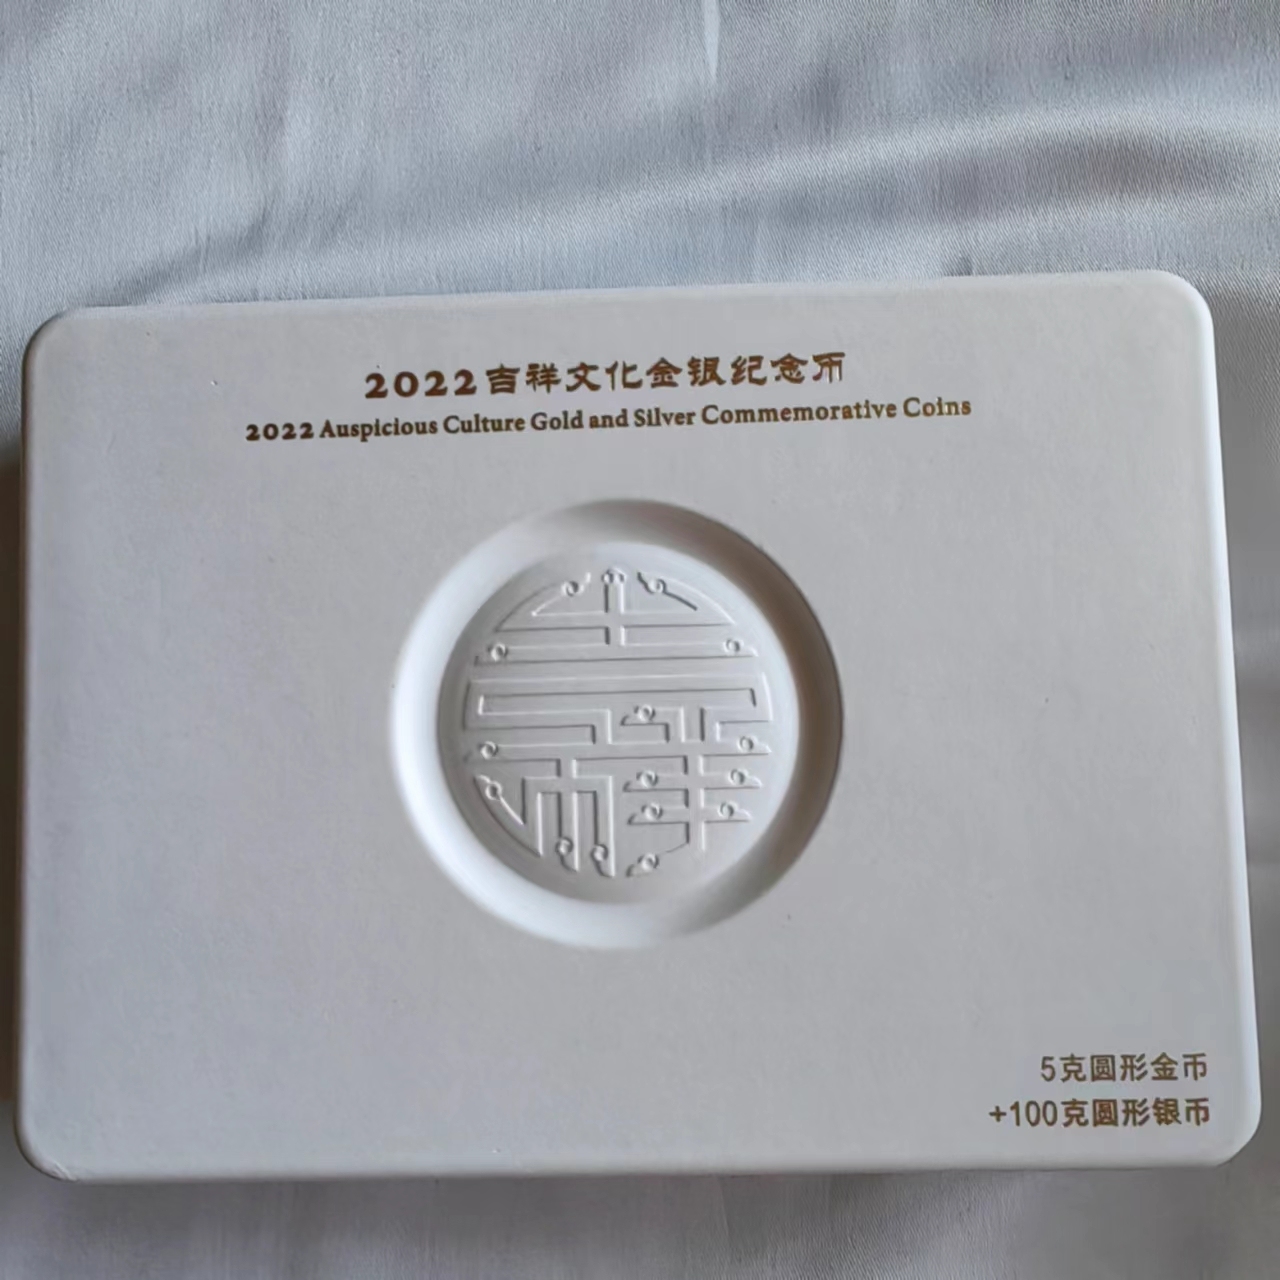 2022吉祥文化金银纪念币
2022 Auspicious Culture Gold and Silver Commemorative Coins
5克圆形金币
+100克圆形银币